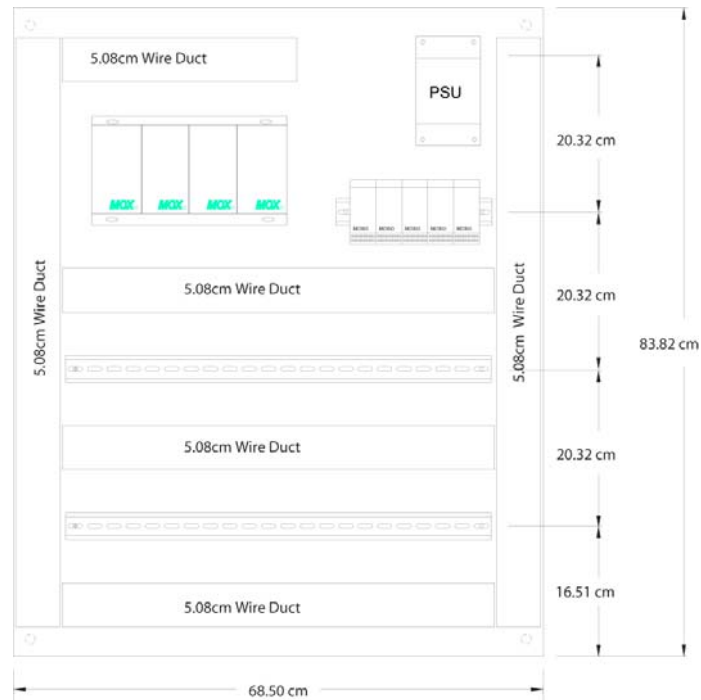 5.08cm Wire Duct
PSU
20.32 cm
MOX MOX MOX MOX
5.08cm Wire Duct
5.08cm Wire Duct
20.32 cm
5.08cm Wire Duct
83.82 cm
5.08cm Wire Duct
20.32 cm
16.51 cm
5.08cm Wire Duct
68.50 cm